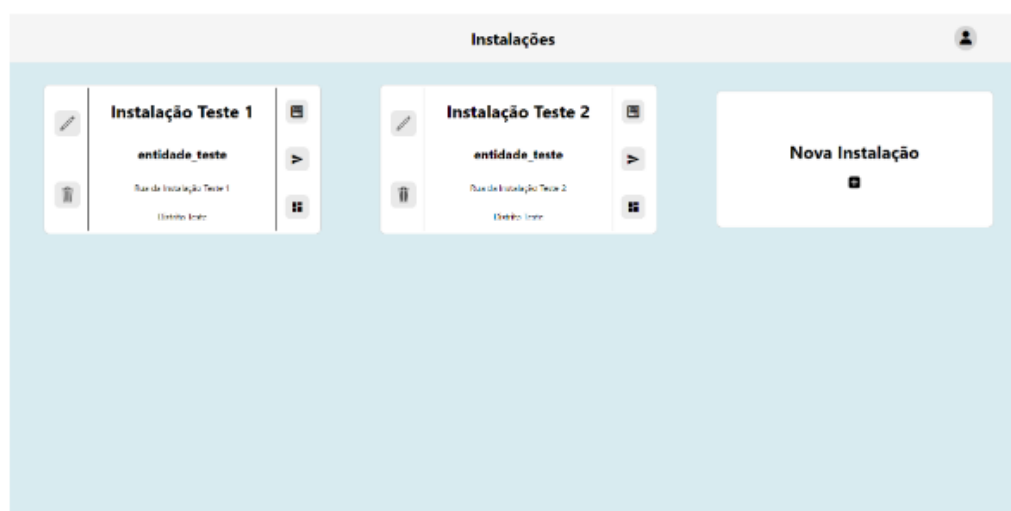 Instalações
Instalação Teste 1
entidade_teste
Rua da Instalação Teste 1
Distrito Teste
Instalação Teste 2
entidade_teste
Rua da Instalação Teste 2
Distrito Teste
Nova Instalação